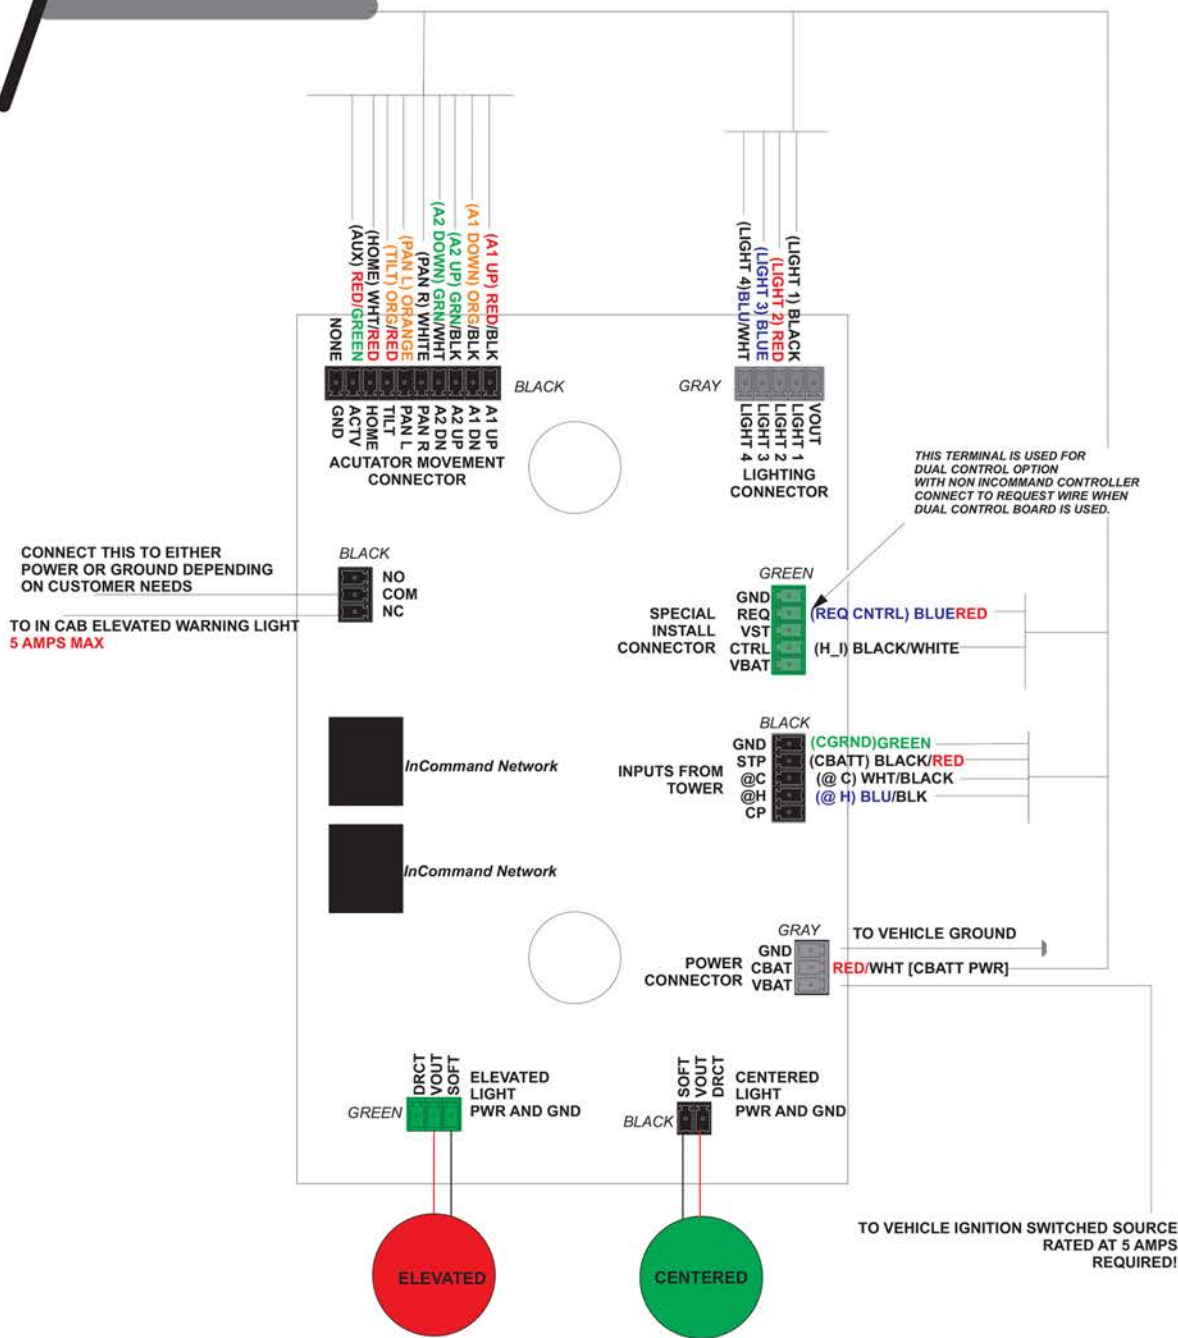 (AUX) RED/GREEN
(HOME) WHT/RED
(TILT) ORG/RED
(PAN L) ORANGE
(PAN R) WHITE
(A2 DOWN) GRN/WHT
(A2 UP) GRN/BLK
(A1 DOWN) ORG/BLK
(A1 UP) RED/BLK
NONE
GND
ACTV
HOME
TILT
PAN L
PAN R
A2 DN
A2 UP
A1 DN
A1 UP
BLACK
ACUTATOR MOVEMENT
CONNECTOR
(LIGHT 4)BLU/WHT
(LIGHT 3) BLUE
(LIGHT 2) RED
(LIGHT 1) BLACK
GRAY
LIGHT 4
LIGHT 3
LIGHT 2
LIGHT 1
VOUT
LIGHTING
CONNECTOR
THIS TERMINAL IS USED FOR
DUAL CONTROL OPTION
WITH NON INCOMMAND CONTROLLER
CONNECT TO REQUEST WIRE WHEN
DUAL CONTROL BOARD IS USED.
CONNECT THIS TO EITHER
POWER OR GROUND DEPENDING
ON CUSTOMER NEEDS
TO IN CAB ELEVATED WARNING LIGHT
5 AMPS MAX
BLACK
NO
COM
NC
GREEN
SPECIAL
INSTALL
CONNECTOR
GND
REQ (REQ CNTRL) BLUERED
VST
CTRL (H_I) BLACK/WHITE
VBAT
BLACK
INPUTS FROM
TOWER
GND (CGRND)GREEN
STP (CBATT) BLACK/RED
@C (@ C) WHT/BLACK
@H (@ H) BLU/BLK
CP
InCommand Network
InCommand Network
GRAY
TO VEHICLE GROUND
POWER
CONNECTOR
GND
CBAT RED/WHT [CBATT PWR]
VBAT
DRCT
VOUT
SOFT
ELEVATED
LIGHT
PWR AND GND
GREEN
SOFT
VOUT
DRCT
CENTERED
LIGHT
PWR AND GND
BLACK
TO VEHICLE IGNITION SWITCHED SOURCE
RATED AT 5 AMPS
REQUIRED!
ELEVATED
CENTERED